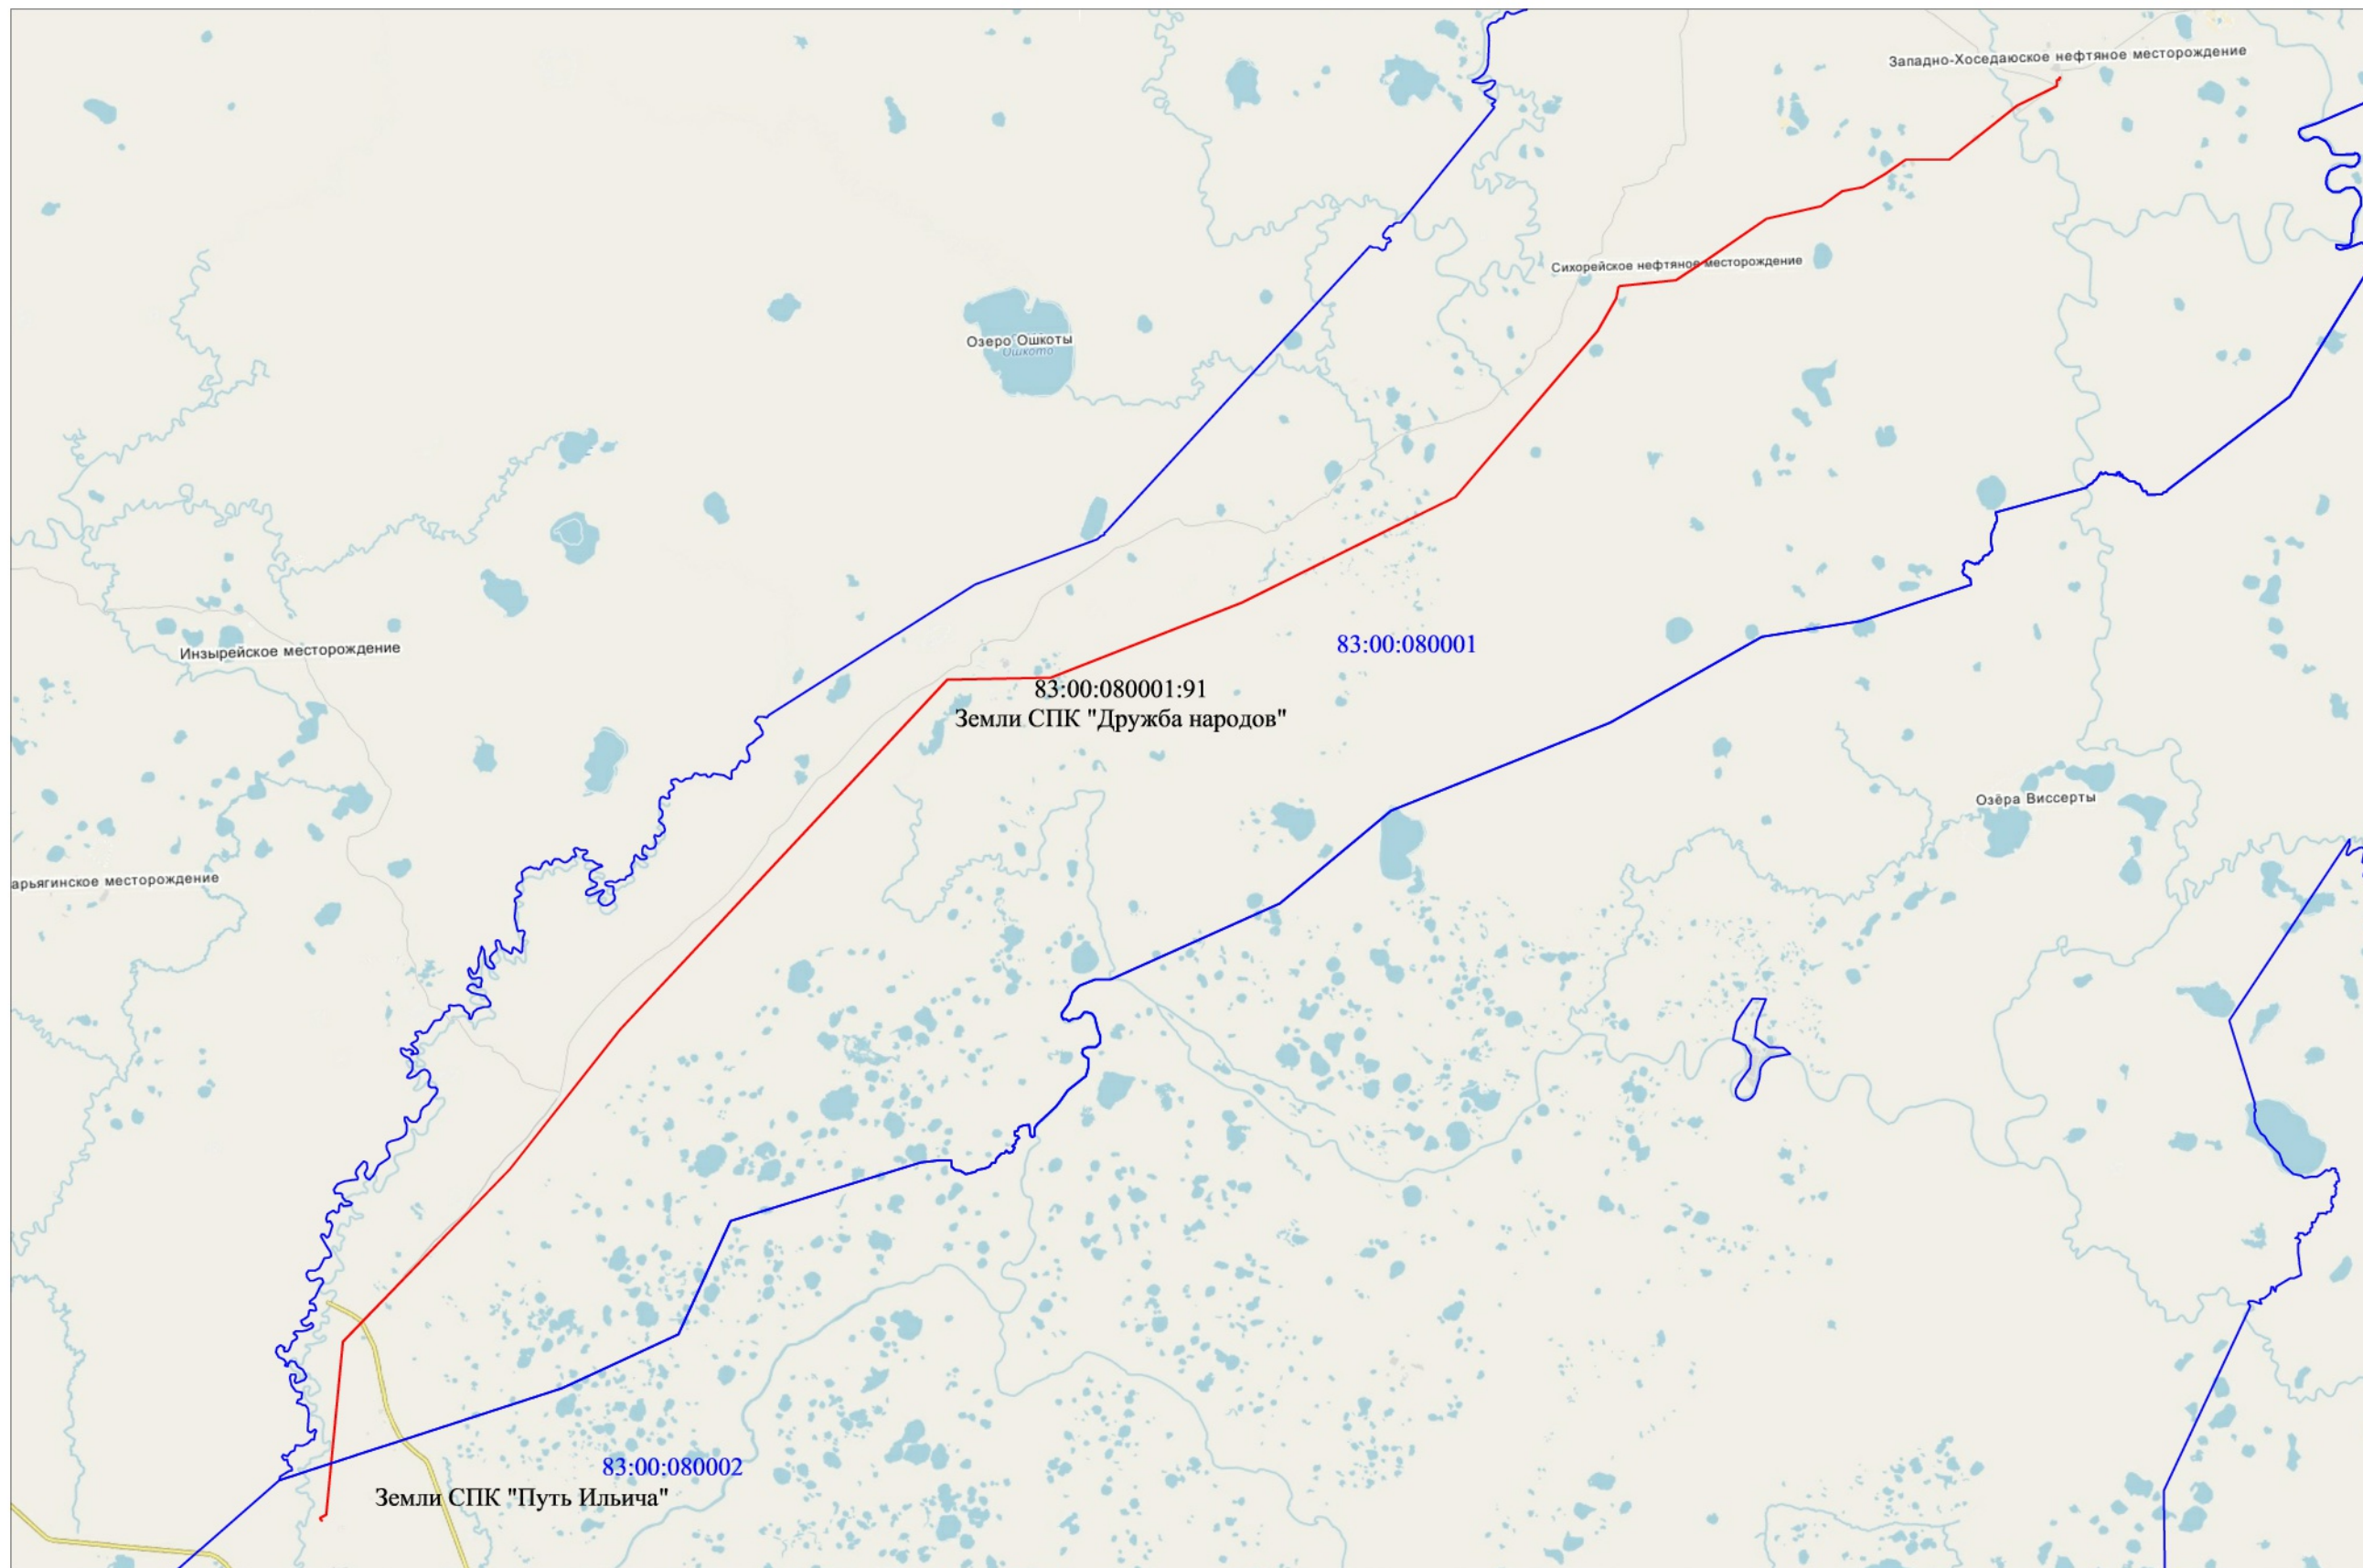 Западно-Хоседаюское нефтяное месторождение
Сихорейское нефтяное месторождение
Озеро Ошкоты
Ошкото
83:00:080001
Инзырейское месторождение
83:00:080001:91
Земли СПК "Дружба народов"
Озёра Виссерты
арьягинское месторождение
83:00:080002
Земли СПК "Путь Ильича"